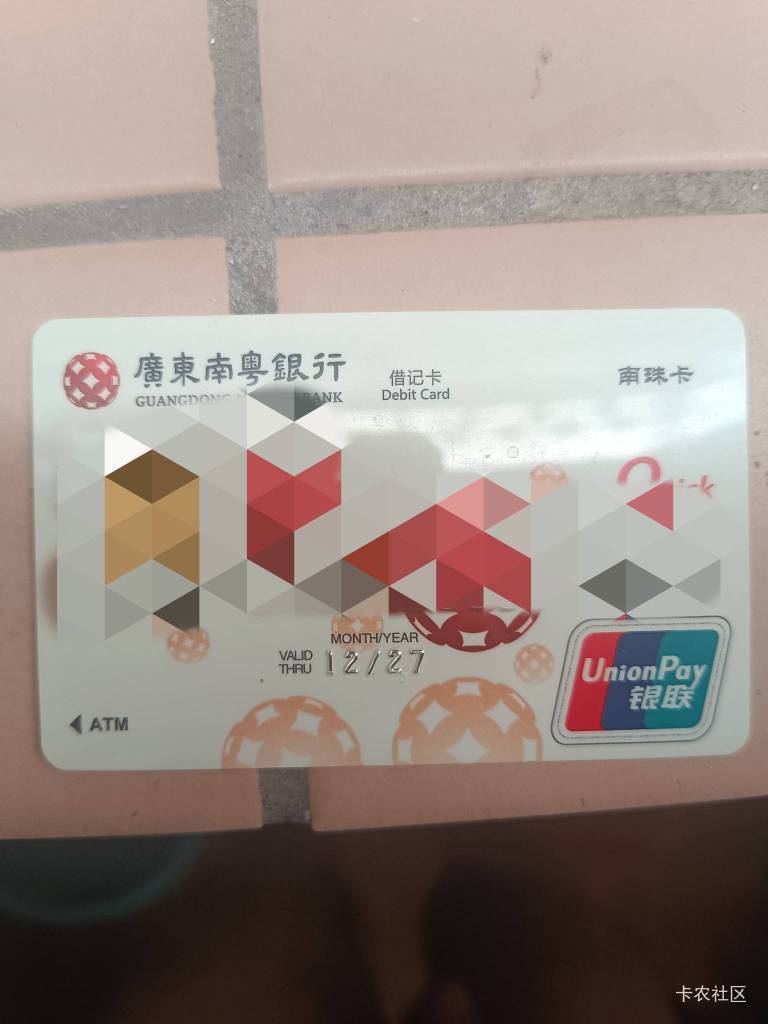 廣東南粤銀行
GUANGDONG
BANK
借记卡
Debit Card
南珠卡
MONTH/YEAR
VALID
THRU
12/27
ATM
UnionPay
银联
卡农社区